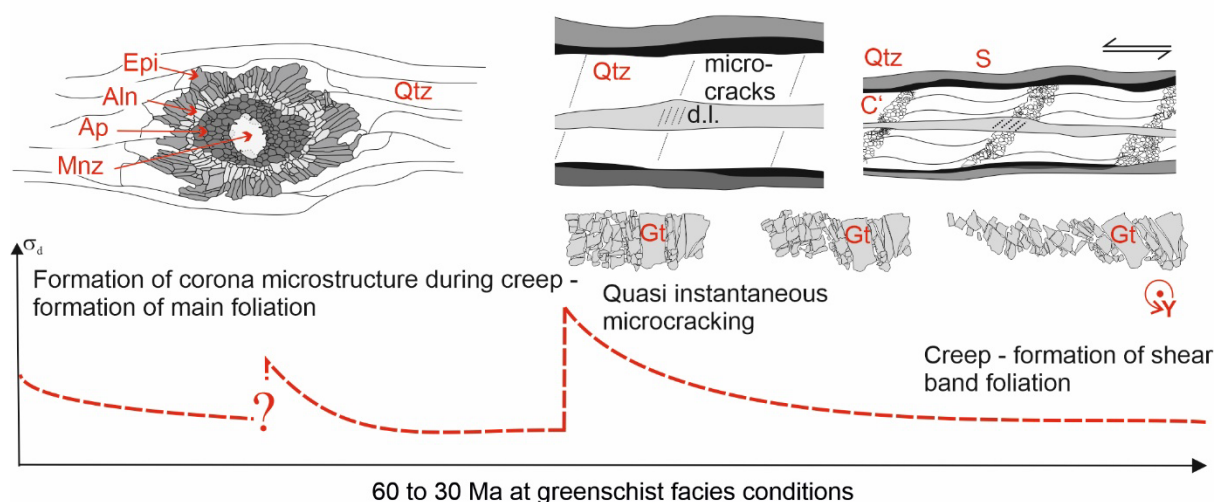 Epi
Aln
Ap
Mnz
Qtz
Qtz
micro-
cracks
d.l.
Qtz
S
C'
Gt
Gt
Gt
Y
σd
Formation of corona microstructure during creep -
formation of main foliation
Quasi instantaneous
microcracking
Creep - formation of shear
band foliation
?
60 to 30 Ma at greenschist facies conditions